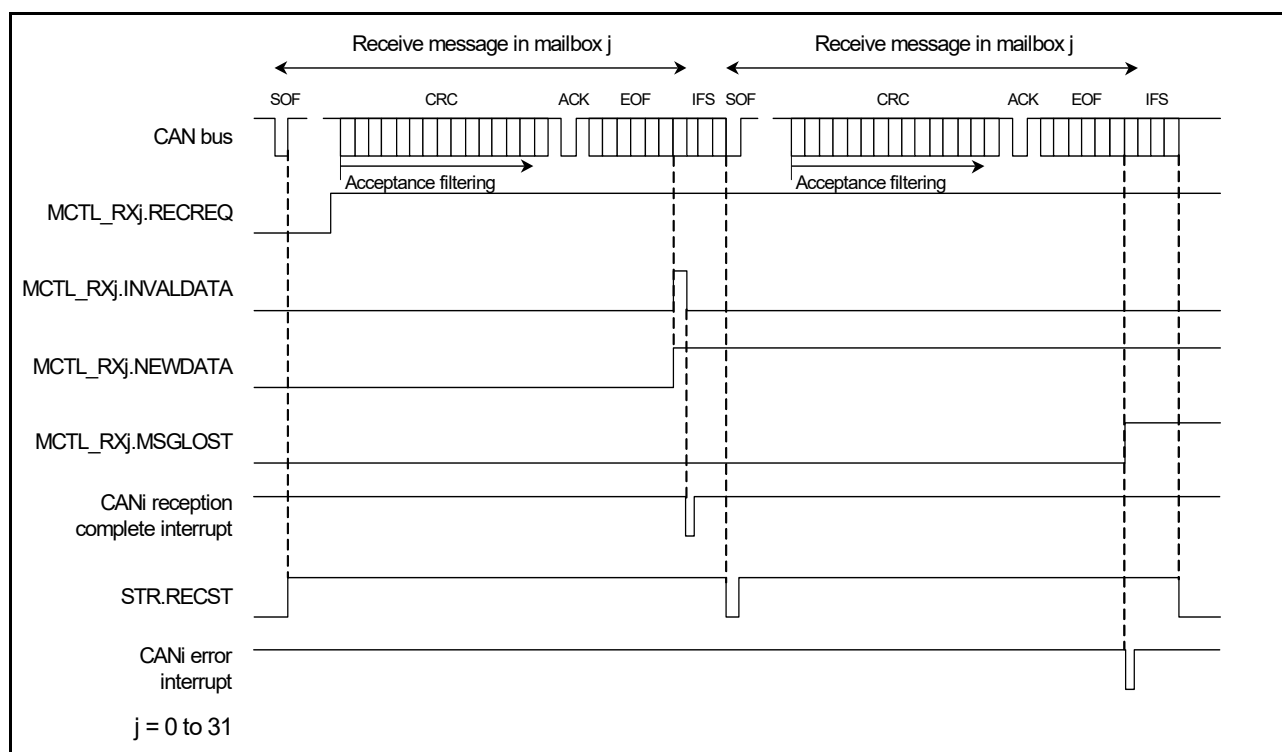 Receive message in mailbox j Receive message in mailbox j
SOF CRC ACK EOF IFS SOF CRC ACK EOF IFS
CAN bus
Acceptance filtering Acceptance filtering
MCTL_RXj.RECREQ
MCTL_RXj.INVALDATA
MCTL_RXj.NEWDATA
MCTL_RXj.MSGLOST
CANi reception
complete interrupt
STR.RECST
CANi error
interrupt
j = 0 to 31